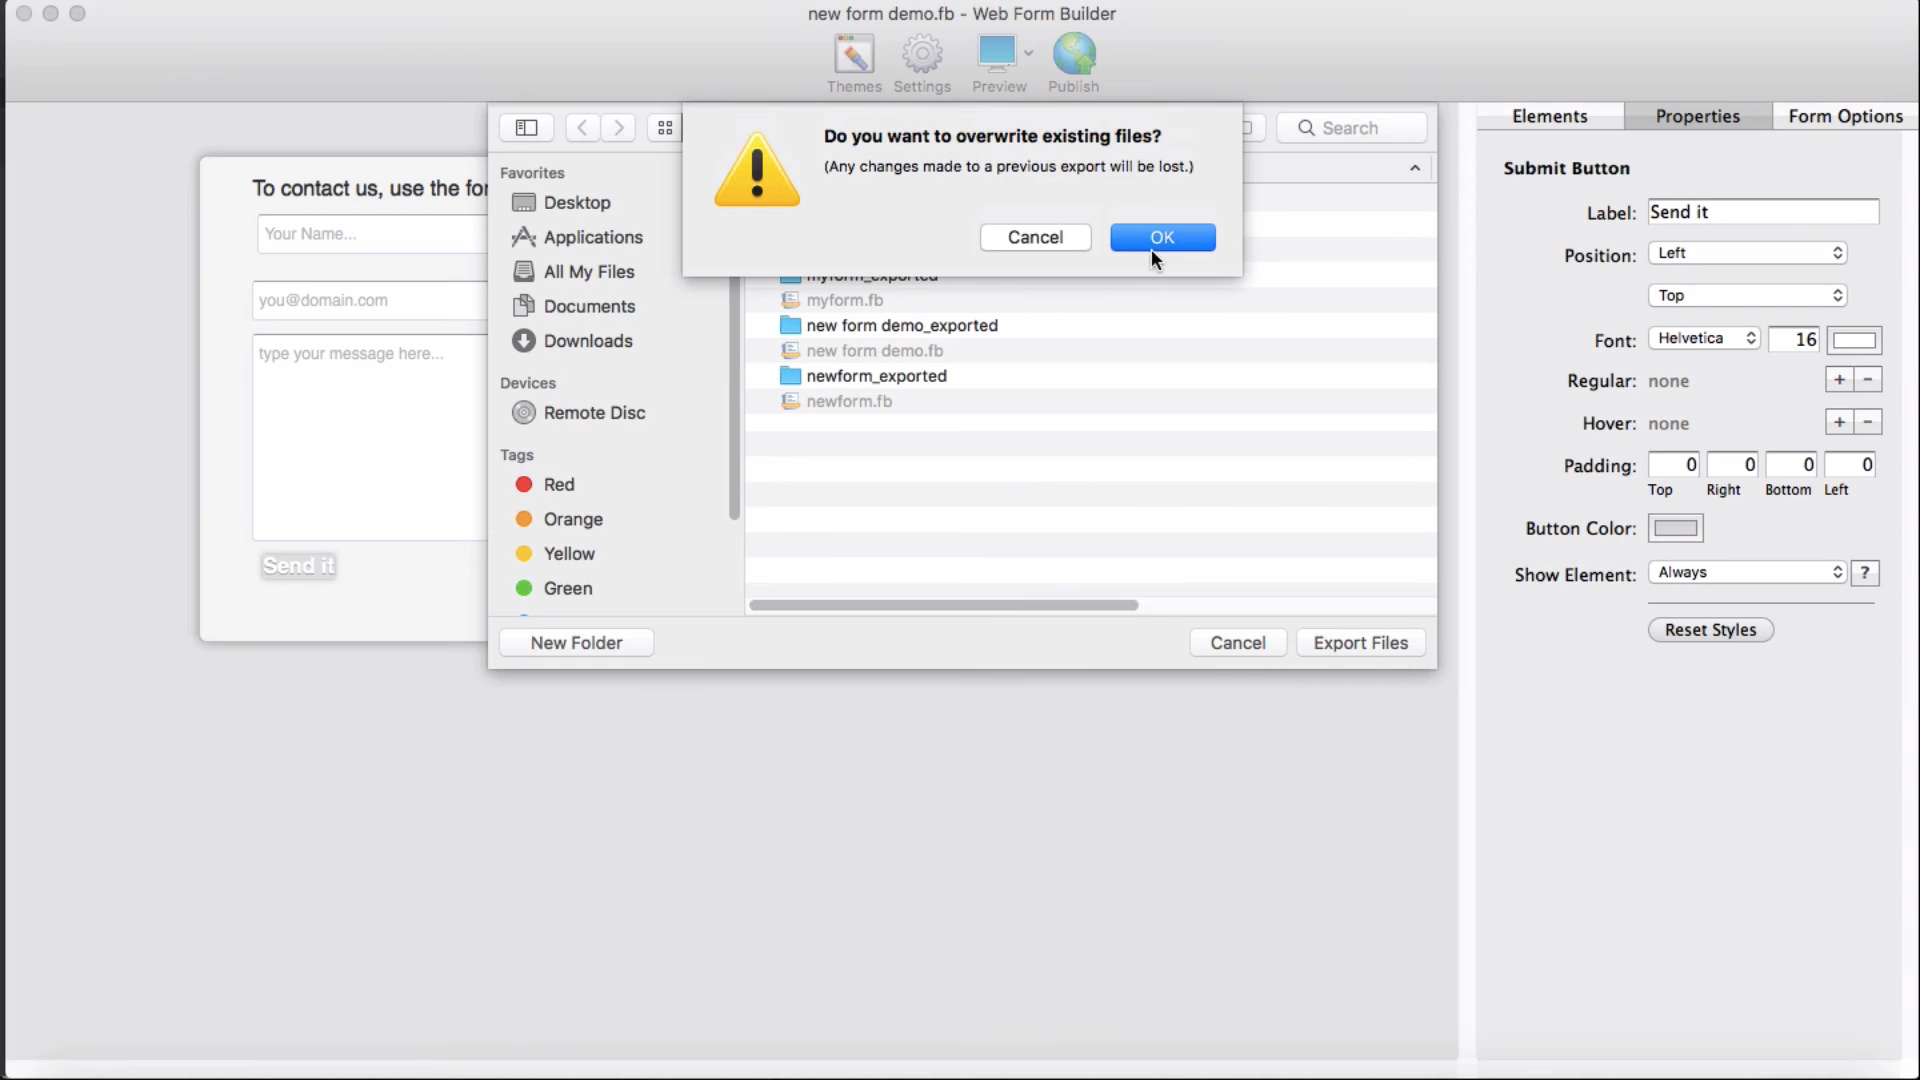 new form demo.fb - Web Form Builder
Themes Settings Preview Publish
Elements Properties Form Options
Do you want to overwrite existing files?
(Any changes made to a previous export will be lost.)
Cancel OK
Search
To contact us, use the for
Your Name...
you@domain.com
type your message here...
Send it
Favorites
Desktop
Applications
All My Files
Documents
Downloads
Devices
Remote Disc
Tags
Red
Orange
Yellow
Green
myform_exported
myform.fb
new form demo_exported
new form demo.fb
newform_exported
newform.fb
New Folder Cancel Export Files
Submit Button
Label: Send it
Position: Left
Top
Font: Helvetica 16
Regular: none + -
Hover: none + -
Padding: 0 0 0 0
Top Right Bottom Left
Button Color:
Show Element: Always ?
Reset Styles